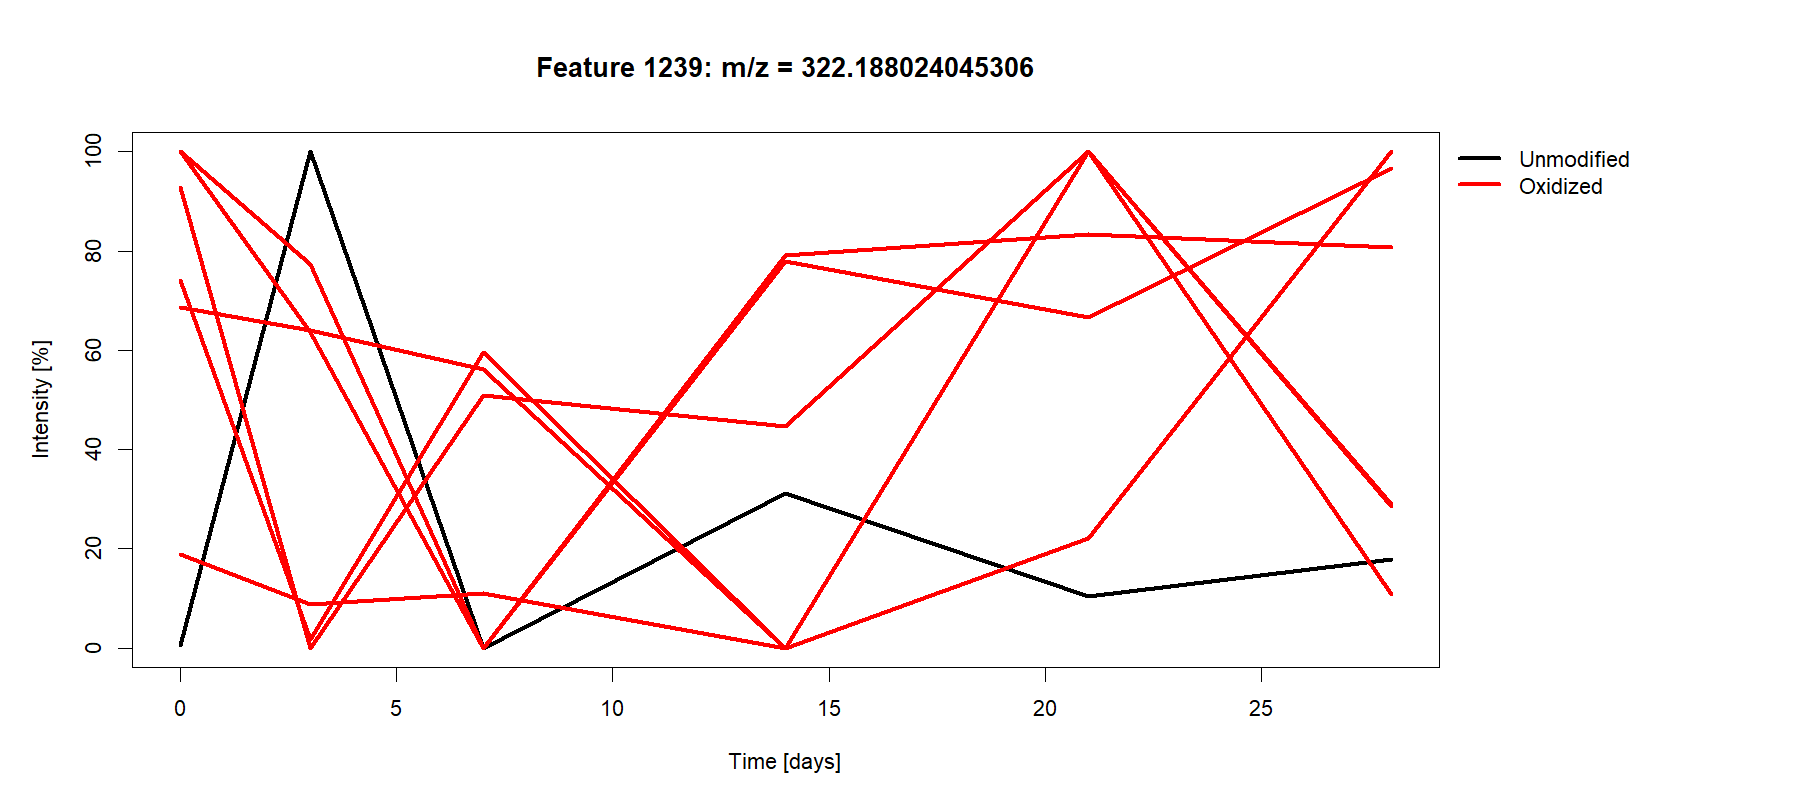 Feature 1239: m/z = 322.188024045306
Unmodified
Oxidized
Intensity [%]
100
80
60
40
20
0
0 5 10 15 20 25
Time [days]